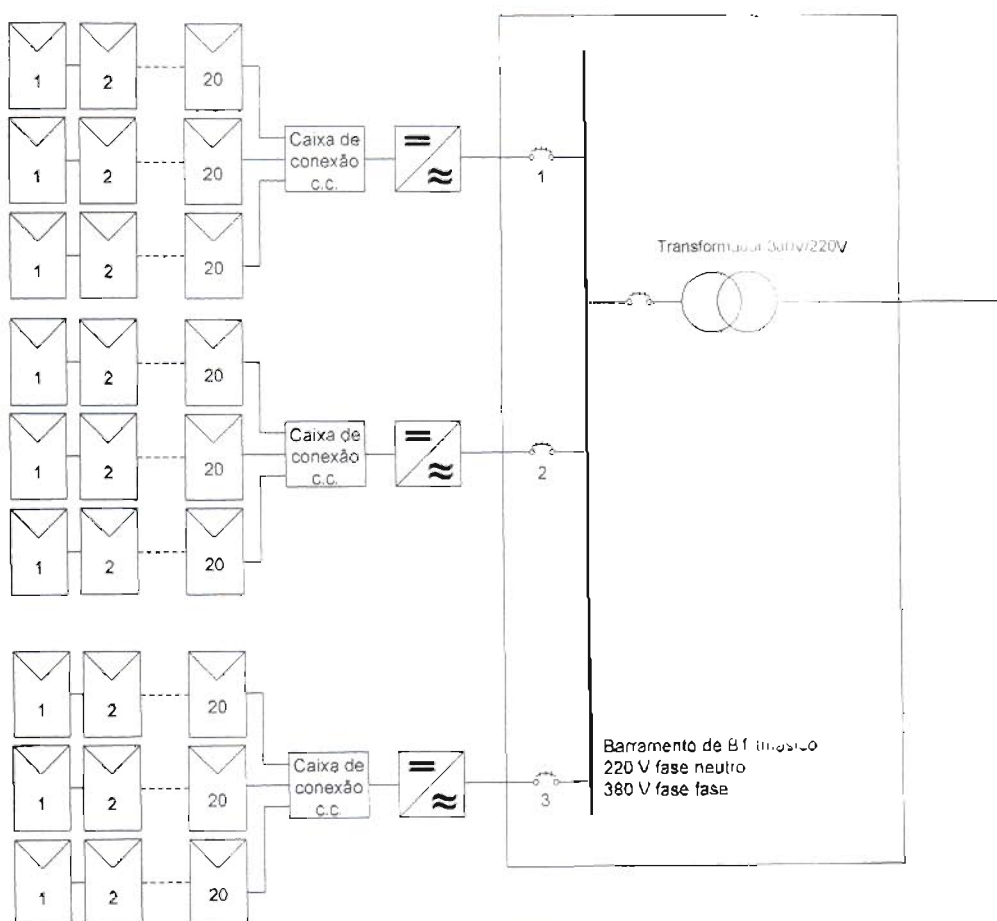 1 2 20
1 2 20
1 2 20
Caixa de
conexão
c.c.
1
Transformador 380V/220V
1 2 20
1 2 20
1 2 20
Caixa de
conexão
c.c.
2
1 2 20
1 2 20
1 2 20
Caixa de
conexão
c.c.
3
Barramento de BT trifásico
220 V fase neutro
380 V fase fase